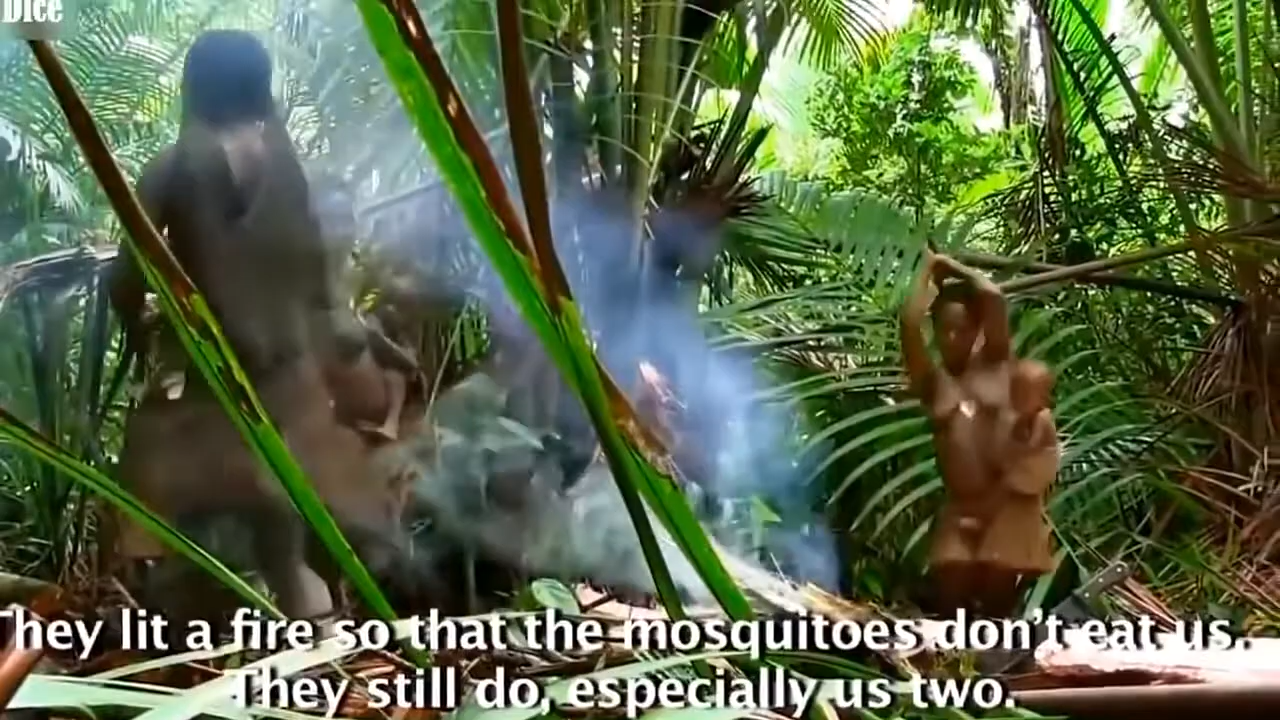 Dice
They lit a fire so that the mosquitoes don't eat us.
They still do, especially us two.